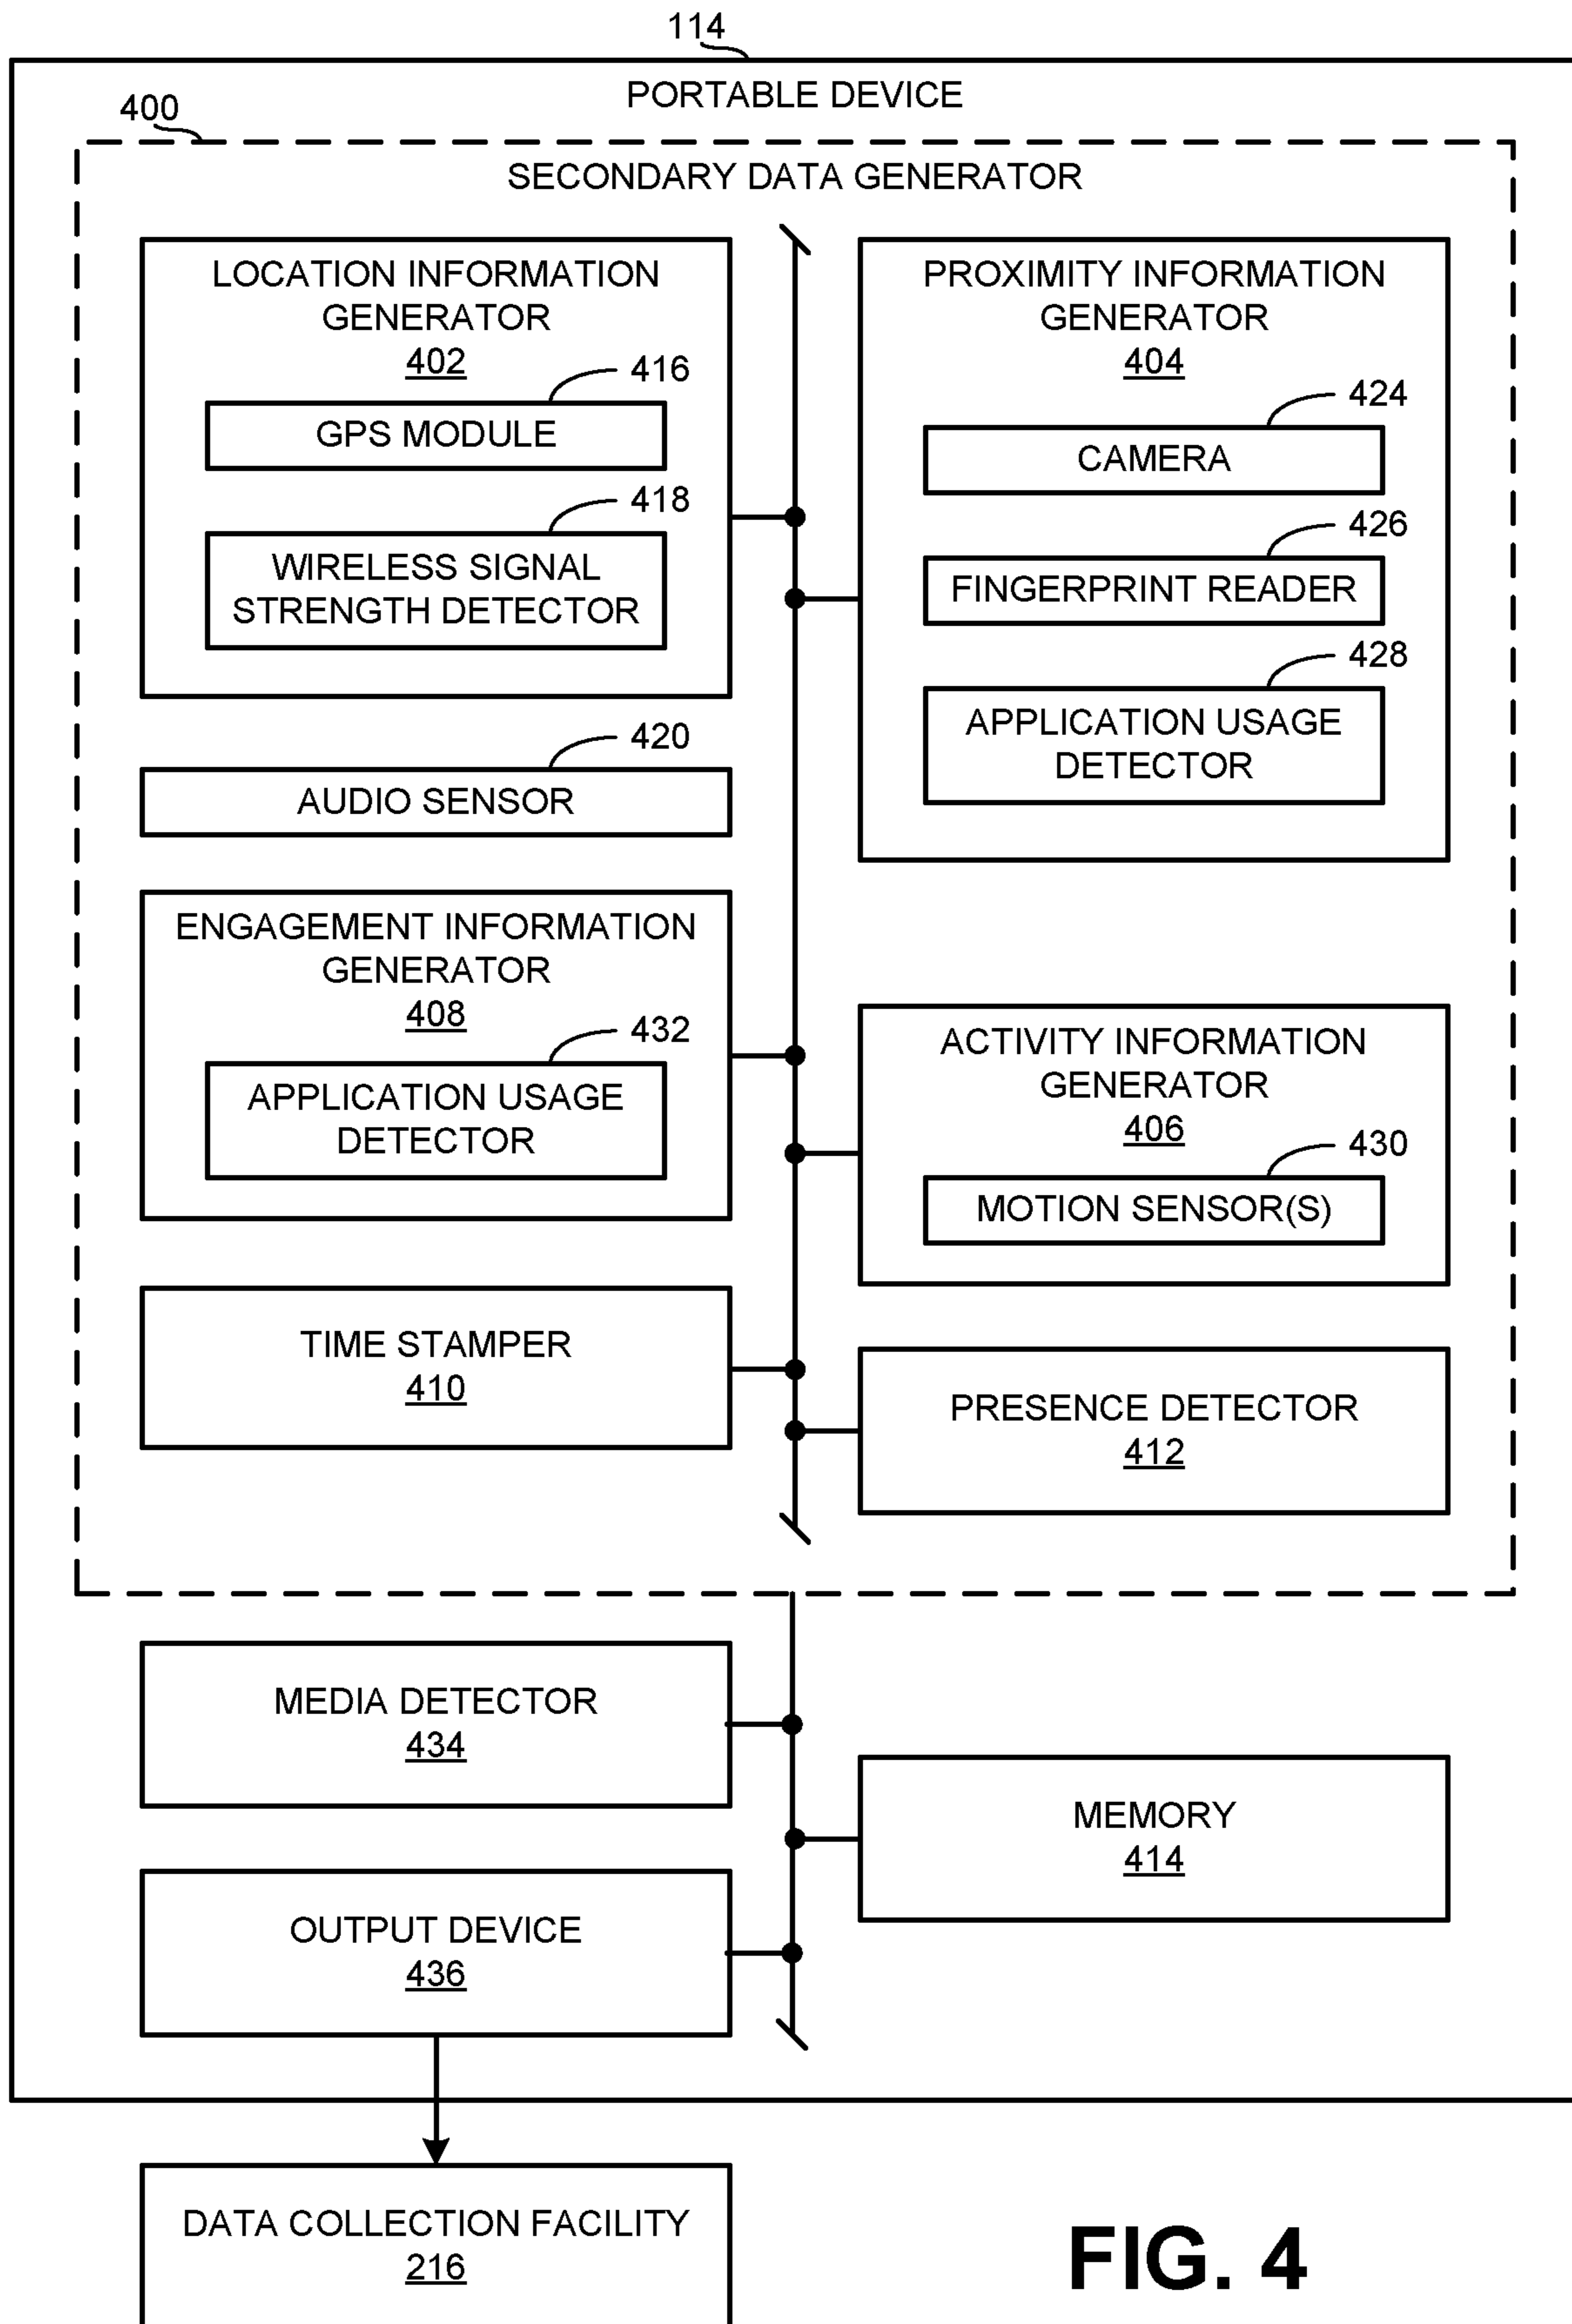 114
PORTABLE DEVICE
400
SECONDARY DATA GENERATOR
LOCATION INFORMATION
GENERATOR
402
416
GPS MODULE
418
WIRELESS SIGNAL
STRENGTH DETECTOR
PROXIMITY INFORMATION
GENERATOR
404
424
CAMERA
426
FINGERPRINT READER
428
APPLICATION USAGE
DETECTOR
420
AUDIO SENSOR
ENGAGEMENT INFORMATION
GENERATOR
408
432
APPLICATION USAGE
DETECTOR
ACTIVITY INFORMATION
GENERATOR
406
430
MOTION SENSOR(S)
TIME STAMPER
410
PRESENCE DETECTOR
412
MEDIA DETECTOR
434
MEMORY
414
OUTPUT DEVICE
436
DATA COLLECTION FACILITY
216
FIG. 4